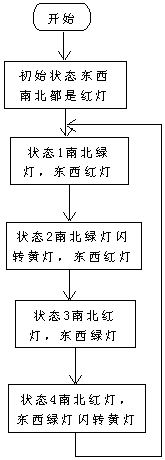 开始
初始状态东西
南北都是红灯
状态1南北绿
灯，东西红灯
状态2南北绿灯闪
转黄灯，东西红灯
状态3南北红
灯，东西绿灯
状态4南北红灯，
东西绿灯闪转黄灯